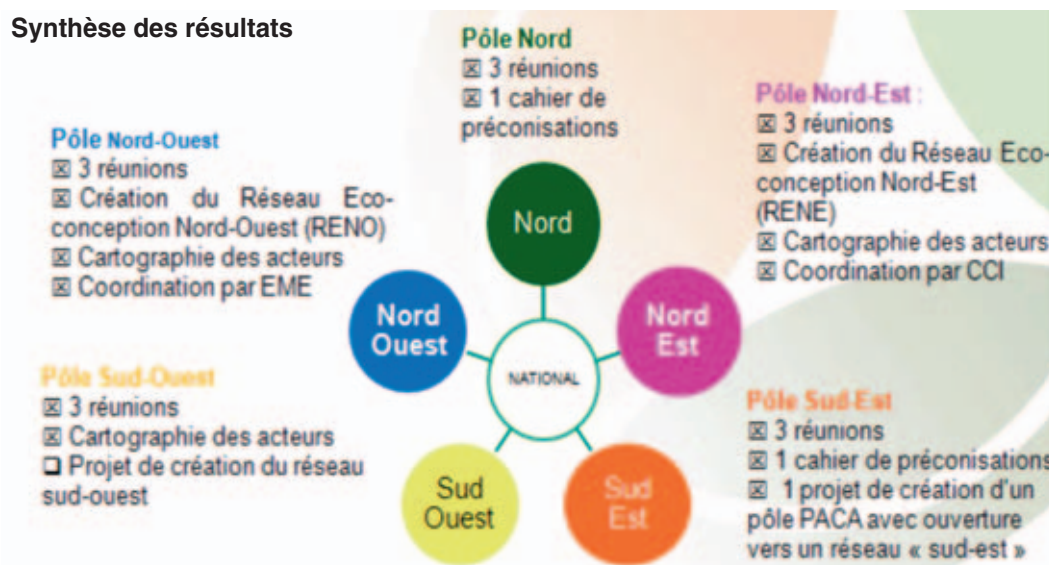 Synthèse des résultats
Pôle Nord
☒ 3 réunions
☒ 1 cahier de
préconisations
Pôle Nord-Ouest
☒ 3 réunions
☒ Création du Réseau Eco-
conception Nord-Ouest (RENO)
☒ Cartographie des acteurs
☒ Coordination par EME
Pôle Nord-Est :
☒ 3 réunions
☒ Création du Réseau Eco-
conception Nord-Est
(RENE)
☒ Cartographie des acteurs
☒ Coordination par CCI
Nord
Nord
Ouest
Nord
Est
NATIONAL
Sud
Ouest
Sud
Est
Pôle Sud-Ouest
☒ 3 réunions
☒ Cartographie des acteurs
❑ Projet de création du réseau
sud-ouest
Pôle Sud-Est
☒ 3 réunions
☒ 1 cahier de préconisations
☒ 1 projet de création d'un
pôle PACA avec ouverture
vers un réseau « sud-est »